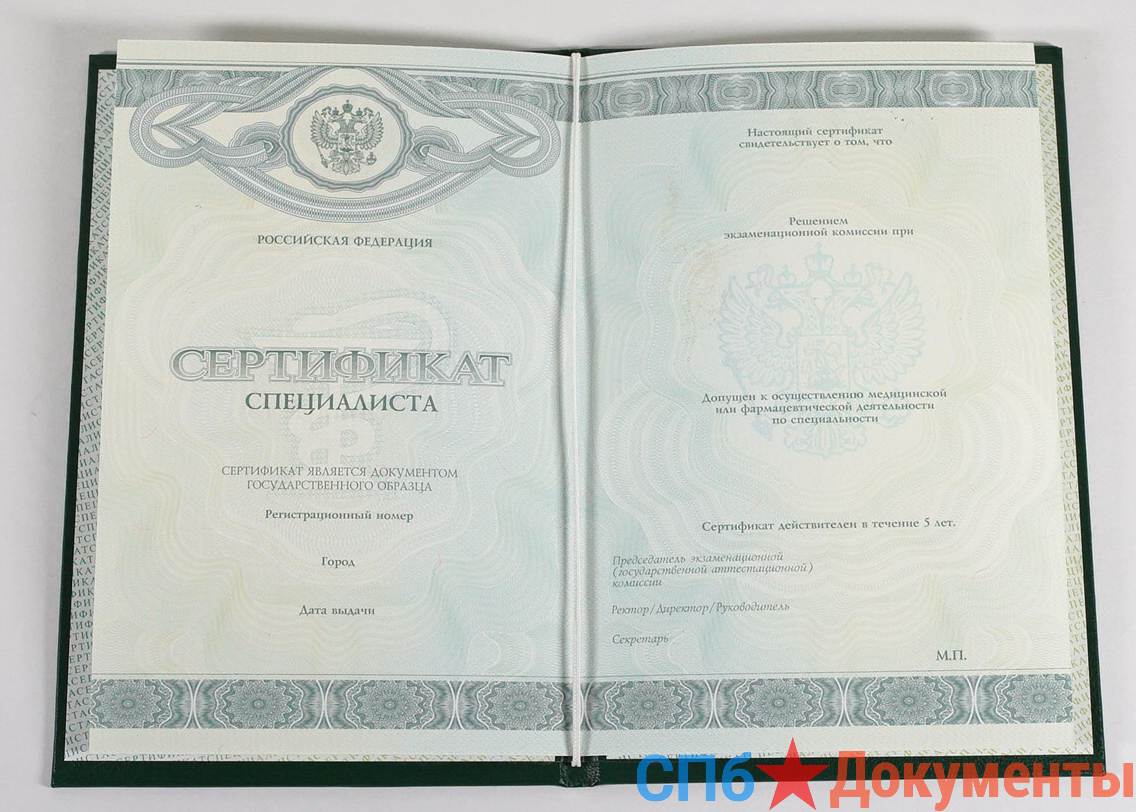 РОССИЙСКАЯ ФЕДЕРАЦИЯ
СЕРТИФИКАТ
СПЕЦИАЛИСТА
СЕРТИФИКАТ ЯВЛЯЕТСЯ ДОКУМЕНТОМ
ГОСУДАРСТВЕННОГО ОБРАЗЦА
Регистрационный номер
Город
Дата выдачи
Настоящий сертификат
свидетельствует о том, что
Решением
экзаменационной комиссии при
Допущен к осуществлению медицинской
или фармацевтической деятельности
по специальности
Сертификат действителен в течение 5 лет.
Председатель экзаменационной
(государственной аттестационной)
комиссии
Ректор/Директор/Руководитель
Секретарь
М.П.
СПб Документы